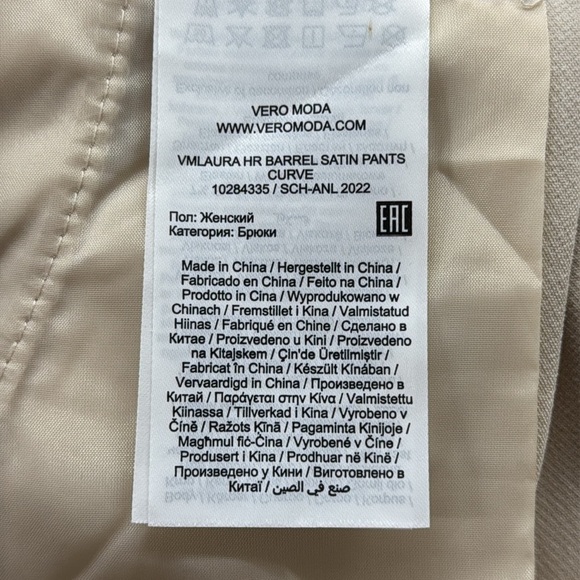 VERO MODA
WWW.VEROMODA.COM
VMLAURA HR BARREL SATIN PANTS
CURVE
10284335 / SCH-ANL 2022
Пол: Женский
Категория: Брюки
EAC
Made in China / Hergestellt in China /
Fabricado en China / Feito na China /
Prodotto in Cina / Wyprodukowano w
Chinach / Fremstillet i Kina / Valmistatud
Hiinas / Fabriqué en Chine / Сделано в
Китае / Proizvedeno u Kini / Proizvedeno
na Kitajskem / Çin'de Üretilmiştir /
Fabricat în China / Készült Kínában /
Vervaardigd in China / Произведено в
Китай / Παράγεται στην Κίνα / Valmistettu
Kiinassa / Tillverkad i Kina / Vyrobeno v
Číně / Ražots Ķīnā / Pagaminta Kinijoje /
Magħmul fiċ-Ċina / Vyrobené v Číne /
Produsert i Kina / Prodhuar në Kinë /
Произведено у Кини / Виготовлено в
Китаї / صنع في الصين /